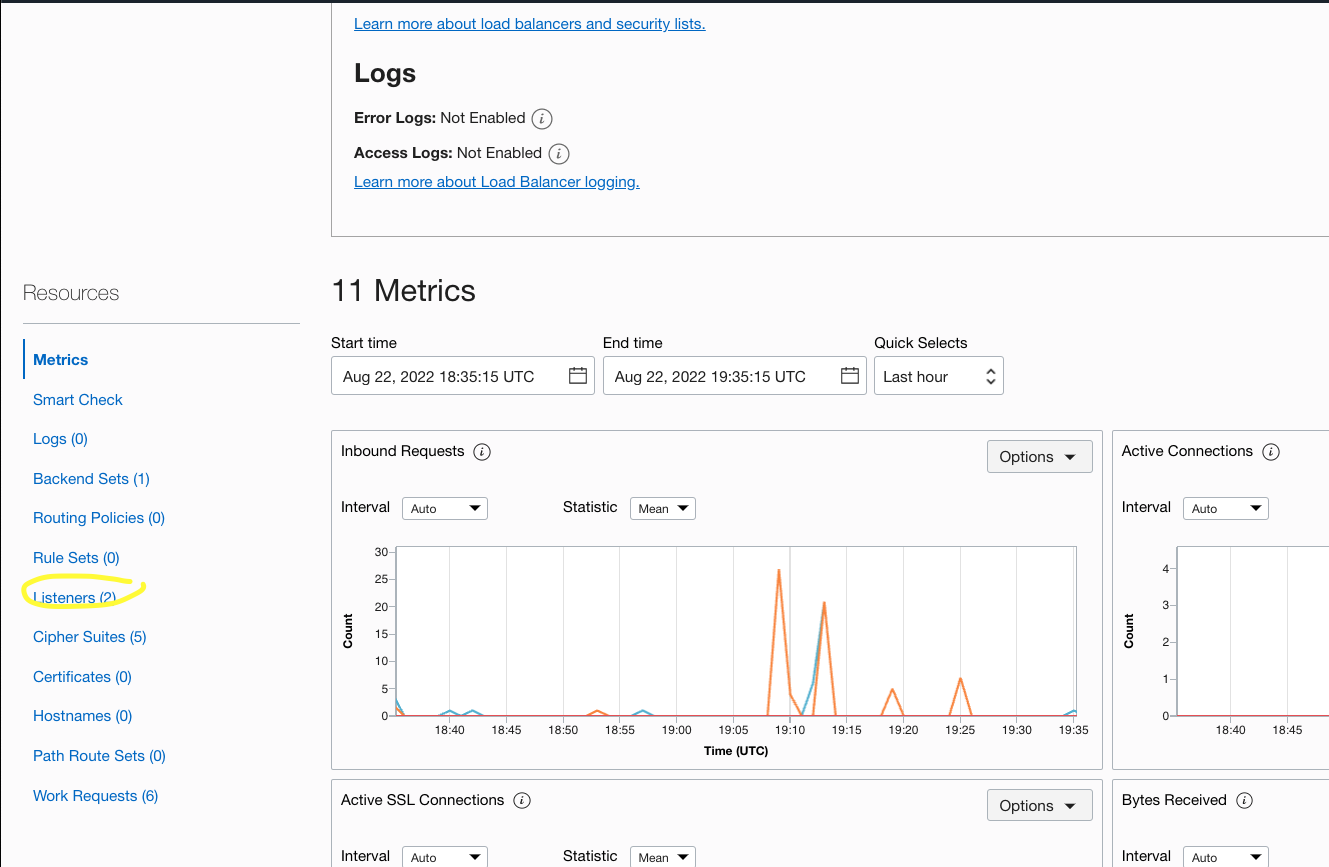 Learn more about load balancers and security lists.
Logs
Error Logs: Not Enabled i
Access Logs: Not Enabled i
Learn more about Load Balancer logging.
Resources
Metrics
Smart Check
Logs (0)
Backend Sets (1)
Routing Policies (0)
Rule Sets (0)
Listeners (2)
Cipher Suites (5)
Certificates (0)
Hostnames (0)
Path Route Sets (0)
Work Requests (6)
11 Metrics
Start time End time Quick Selects
Aug 22, 2022 18:35:15 UTC Aug 22, 2022 19:35:15 UTC Last hour
Inbound Requests i Options
Interval Auto Statistic Mean
Count
30
25
20
15
10
5
0
18:40 18:45 18:50 18:55 19:00 19:05 19:10 19:15 19:20 19:25 19:30 19:35
Time (UTC)
Active Connections i
Interval Auto
Count
4
3
2
1
0
18:40 18:45
Active SSL Connections i Options
Interval Auto Statistic Mean
Bytes Received i
Interval Auto